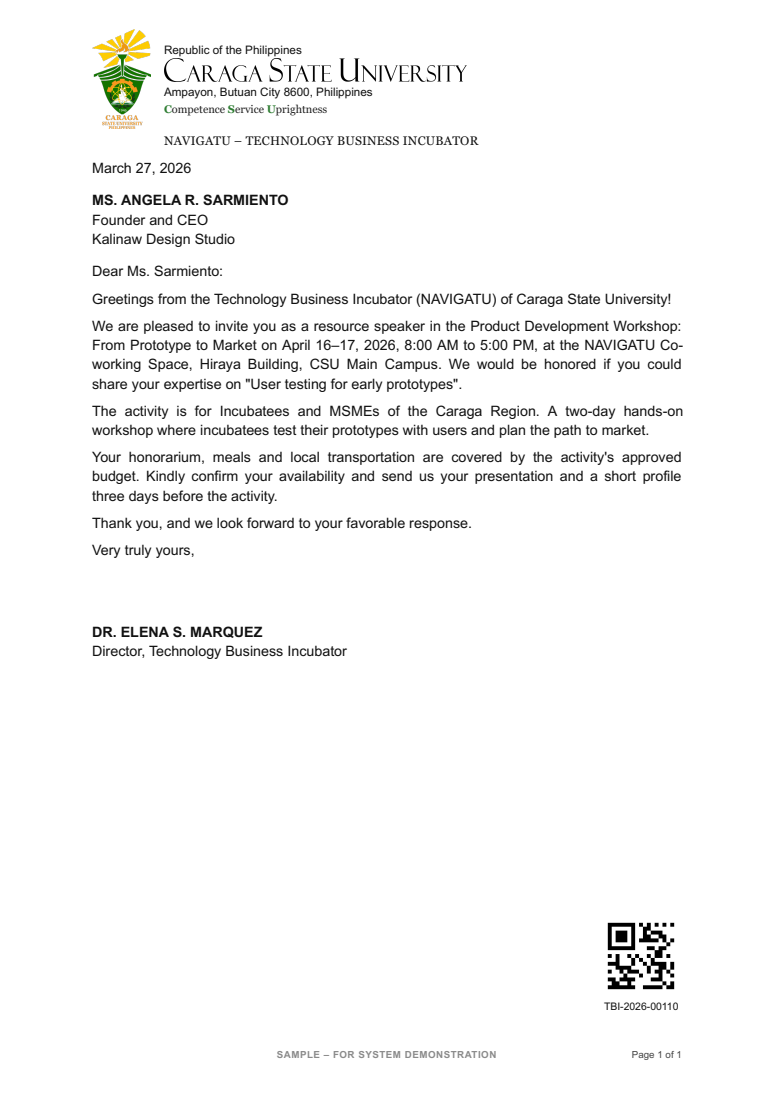 Republic of the Philippines
CARAGA STATE UNIVERSITY
Ampayon, Butuan City 8600, Philippines
Competence Service Uprightness
CARAGA
STATE UNIVERSITY
PHILIPPINES
NAVIGATU – TECHNOLOGY BUSINESS INCUBATOR
March 27, 2026
MS. ANGELA R. SARMIENTO
Founder and CEO
Kalinaw Design Studio
Dear Ms. Sarmiento:
Greetings from the Technology Business Incubator (NAVIGATU) of Caraga State University!
We are pleased to invite you as a resource speaker in the Product Development Workshop:
From Prototype to Market on April 16–17, 2026, 8:00 AM to 5:00 PM, at the NAVIGATU Co-
working Space, Hiraya Building, CSU Main Campus. We would be honored if you could
share your expertise on "User testing for early prototypes".
The activity is for Incubatees and MSMEs of the Caraga Region. A two-day hands-on
workshop where incubatees test their prototypes with users and plan the path to market.
Your honorarium, meals and local transportation are covered by the activity's approved
budget. Kindly confirm your availability and send us your presentation and a short profile
three days before the activity.
Thank you, and we look forward to your favorable response.
Very truly yours,
DR. ELENA S. MARQUEZ
Director, Technology Business Incubator
TBI-2026-00110
SAMPLE – FOR SYSTEM DEMONSTRATION
Page 1 of 1